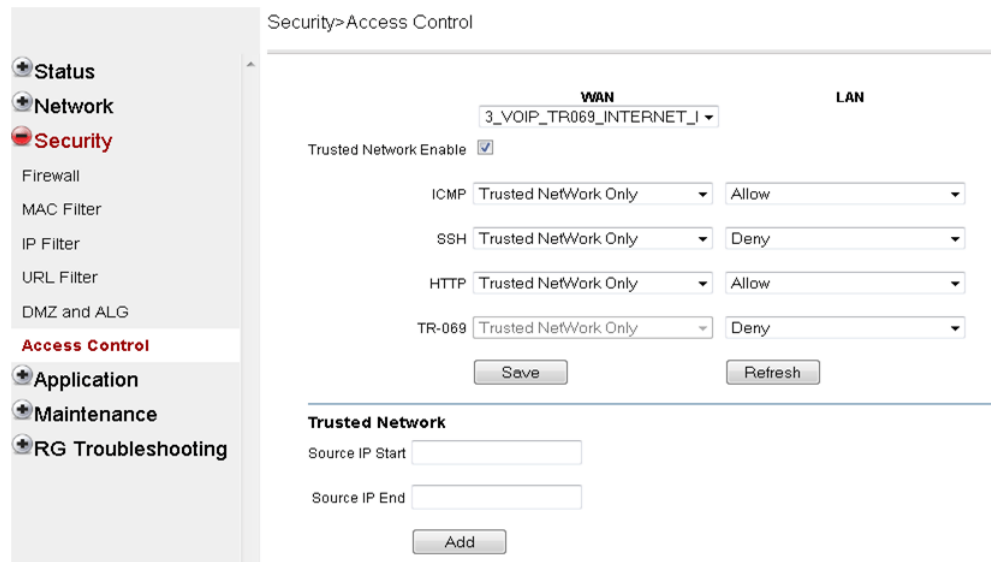 Security>Access Control
Status
Network
Security
Firewall
MAC Filter
IP Filter
URL Filter
DMZ and ALG
Access Control
Application
Maintenance
RG Troubleshooting
WAN LAN
3_VOIP_TR069_INTERNET_I
Trusted Network Enable
ICMP Trusted NetWork Only Allow
SSH Trusted NetWork Only Deny
HTTP Trusted NetWork Only Allow
TR-069 Trusted NetWork Only Deny
Save Refresh
Trusted Network
Source IP Start
Source IP End
Add